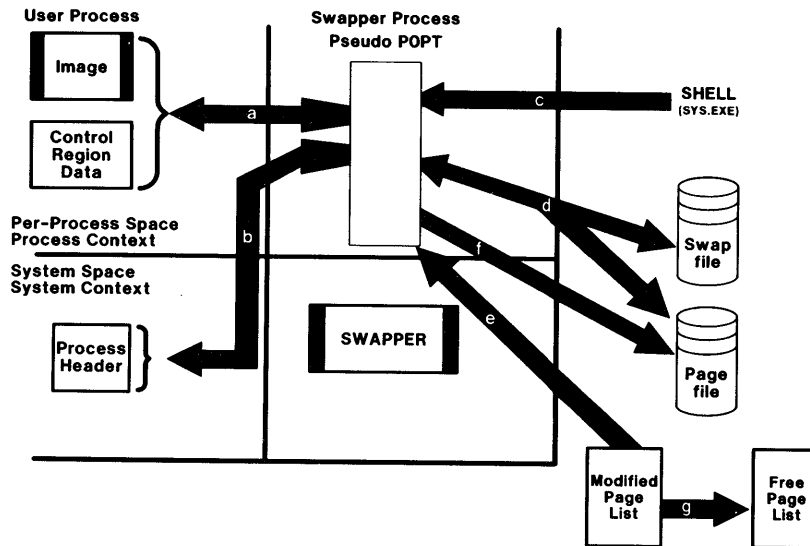 User Process
Swapper Process
Pseudo POPT
Image
Control
Region
Data
a
c
SHELL
(SYS.EXE)
b
d
Swap
file
Per-Process Space
Process Context
System Space
System Context
f
e
Process
Header
SWAPPER
Page
file
Modified
Page
List
g
Free
Page
List